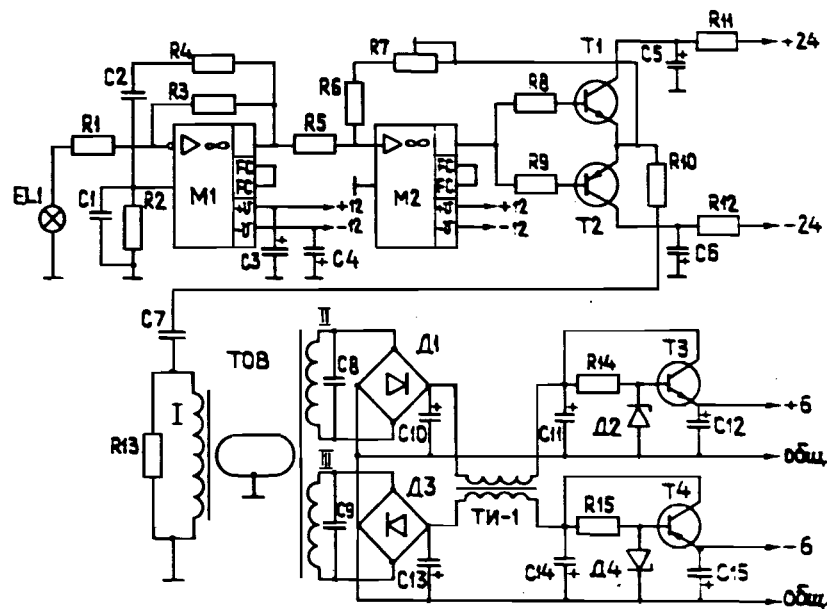 R11
+24
R4
R7
T1
C5
C2
R3
R6
R8
R1
R5
▷∞
▷∞
R10
FC
FC
FC
FC
R9
EL1
C1
R2
M1
+U
+12
M2
+U
+12
T2
R12
-U
-12
-U
-12
-24
C3
C4
C6
C7
TOB
II
Д1
T3
C8
R14
I
+6
C10
C11
Д2
C12
R13
III
общ.
Д3
T4
C9
R15
ТИ-1
-6
C13
C14
Д4
C15
общ.